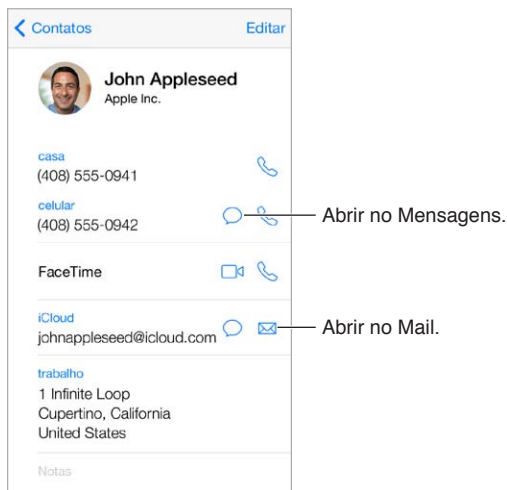 Contatos Editar
John Appleseed
Apple Inc.
casa
(408) 555-0941
celular
(408) 555-0942
Abrir no Mensagens.
FaceTime
iCloud
johnappleseed@icloud.com
Abrir no Mail.
trabalho
1 Infinite Loop
Cupertino, California
United States
Notas